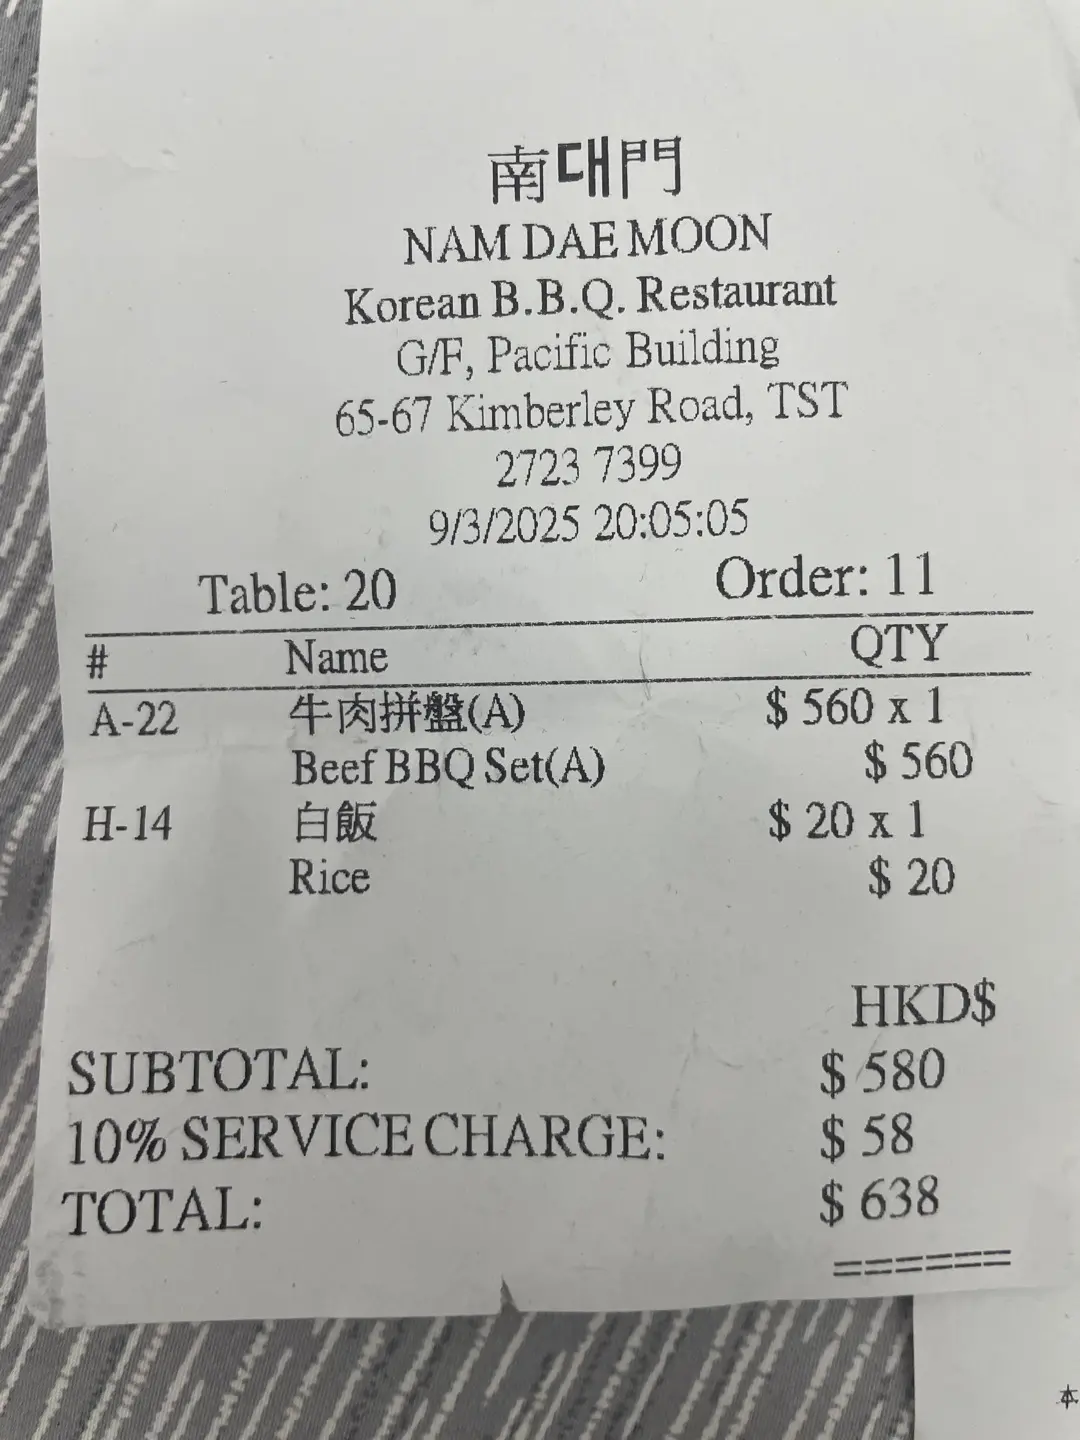 南대門
NAM DAE MOON
Korean B.B.Q. Restaurant
G/F, Pacific Building
65-67 Kimberley Road, TST
2723 7399
9/3/2025 20:05:05
Table: 20 Order: 11
# Name QTY
A-22 牛肉拼盤(A) $ 560 x 1
Beef BBQ Set(A) $ 560
H-14 白飯 $ 20 x 1
Rice $ 20
HKD$
SUBTOTAL: $ 580
10% SERVICE CHARGE: $ 58
TOTAL: $ 638
======
本